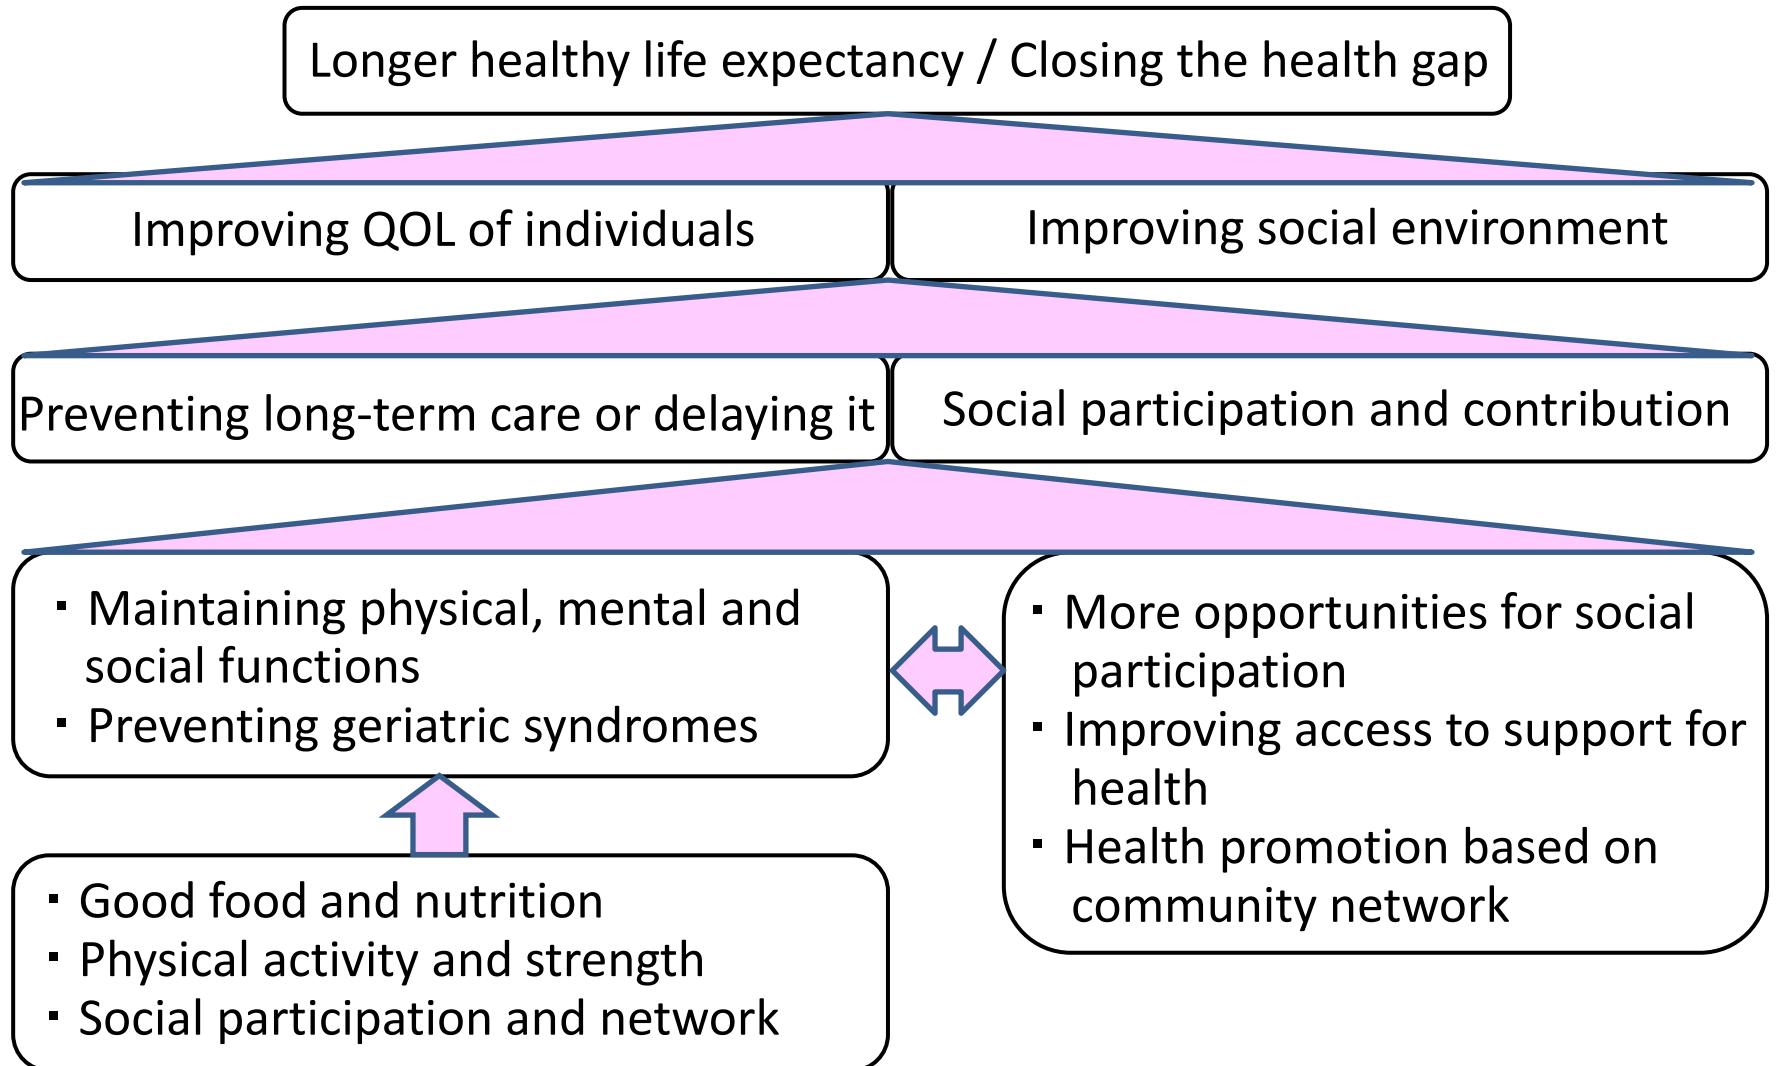 Longer healthy life expectancy / Closing the health gap
Improving QOL of individuals
Improving social environment
Preventing long-term care or delaying it
Social participation and contribution
・Maintaining physical, mental and
social functions
・Preventing geriatric syndromes
・More opportunities for social
participation
・Improving access to support for
health
・Health promotion based on
community network
・Good food and nutrition
・Physical activity and strength
・Social participation and network